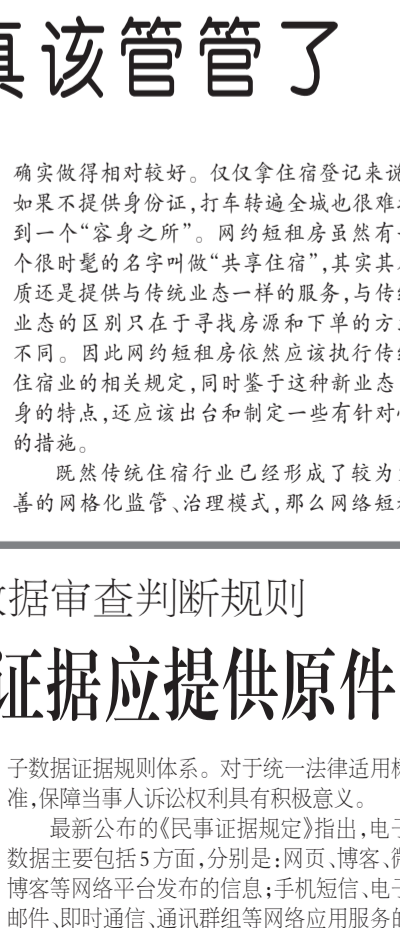 真该管管了
确实做得相对较好。仅仅拿住宿登记来说
如果不提供身份证,打车转遍全城也很难
到一个“容身之所”。网约短租房虽然有
个很时髦的名字叫做“共享住宿”,其实其
质还是提供与传统业态一样的服务,与传统
业态的区别只在于寻找房源和下单的方
不同。因此网约短租房依然应该执行传统
住宿业的相关规定,同时鉴于这种新业态
身的特点,还应该出台和制定一些有针对
的措施。
既然传统住宿行业已经形成了较为
善的网格化监管、治理模式,那么网络短
据审查判断规则
证据应提供原件
子数据证据规则体系。对于统一法律适用标
准,保障当事人诉讼权利具有积极意义。
最新公布的《民事证据规定》指出,电子
数据主要包括5方面,分别是:网页、博客、微
博客等网络平台发布的信息;手机短信、电子
邮件、即时通信、通讯群组等网络应用服务的